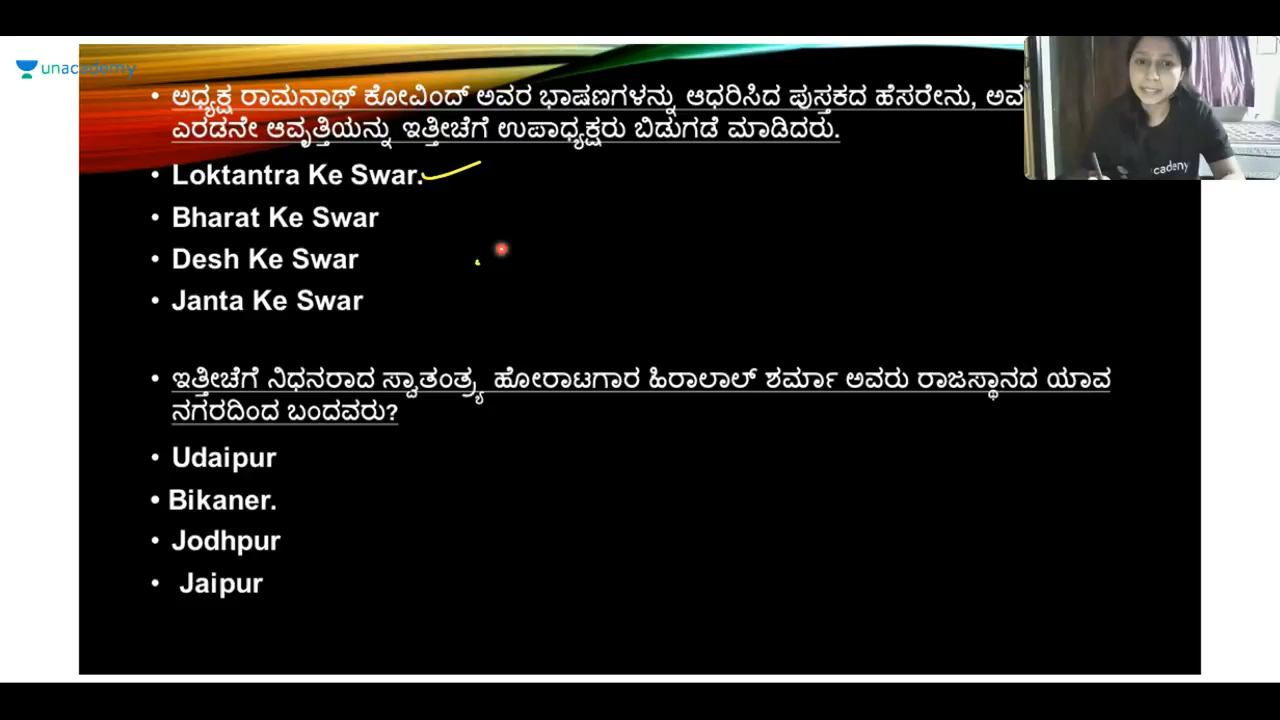 unacademy
• ಅಧ್ಯಕ್ಷ ರಾಮನಾಥ್ ಕೋವಿಂದ್ ಅವರ ಭಾಷಣಗಳನ್ನು ಆಧರಿಸಿದ ಪುಸ್ತಕದ ಹೆಸರೇನು,
ಎರಡನೇ ಆವೃತ್ತಿಯನ್ನು ಇತ್ತೀಚೆಗೆ ಉಪಾಧ್ಯಕ್ಷರು ಬಿಡುಗಡೆ ಮಾಡಿದರು.
• Loktantra Ke Swar.
• Bharat Ke Swar
• Desh Ke Swar
• Janta Ke Swar
• ಇತ್ತೀಚೆಗೆ ನಿಧನರಾದ ಸ್ವಾತಂತ್ರ್ಯ ಹೋರಾಟಗಾರ ಹಿರಾಲಾಲ್ ಶರ್ಮಾ ಅವರು ರಾಜಸ್ಥಾನದ ಯಾವ
ನಗರದಿಂದ ಬಂದವರು?
• Udaipur
• Bikaner.
• Jodhpur
• Jaipur